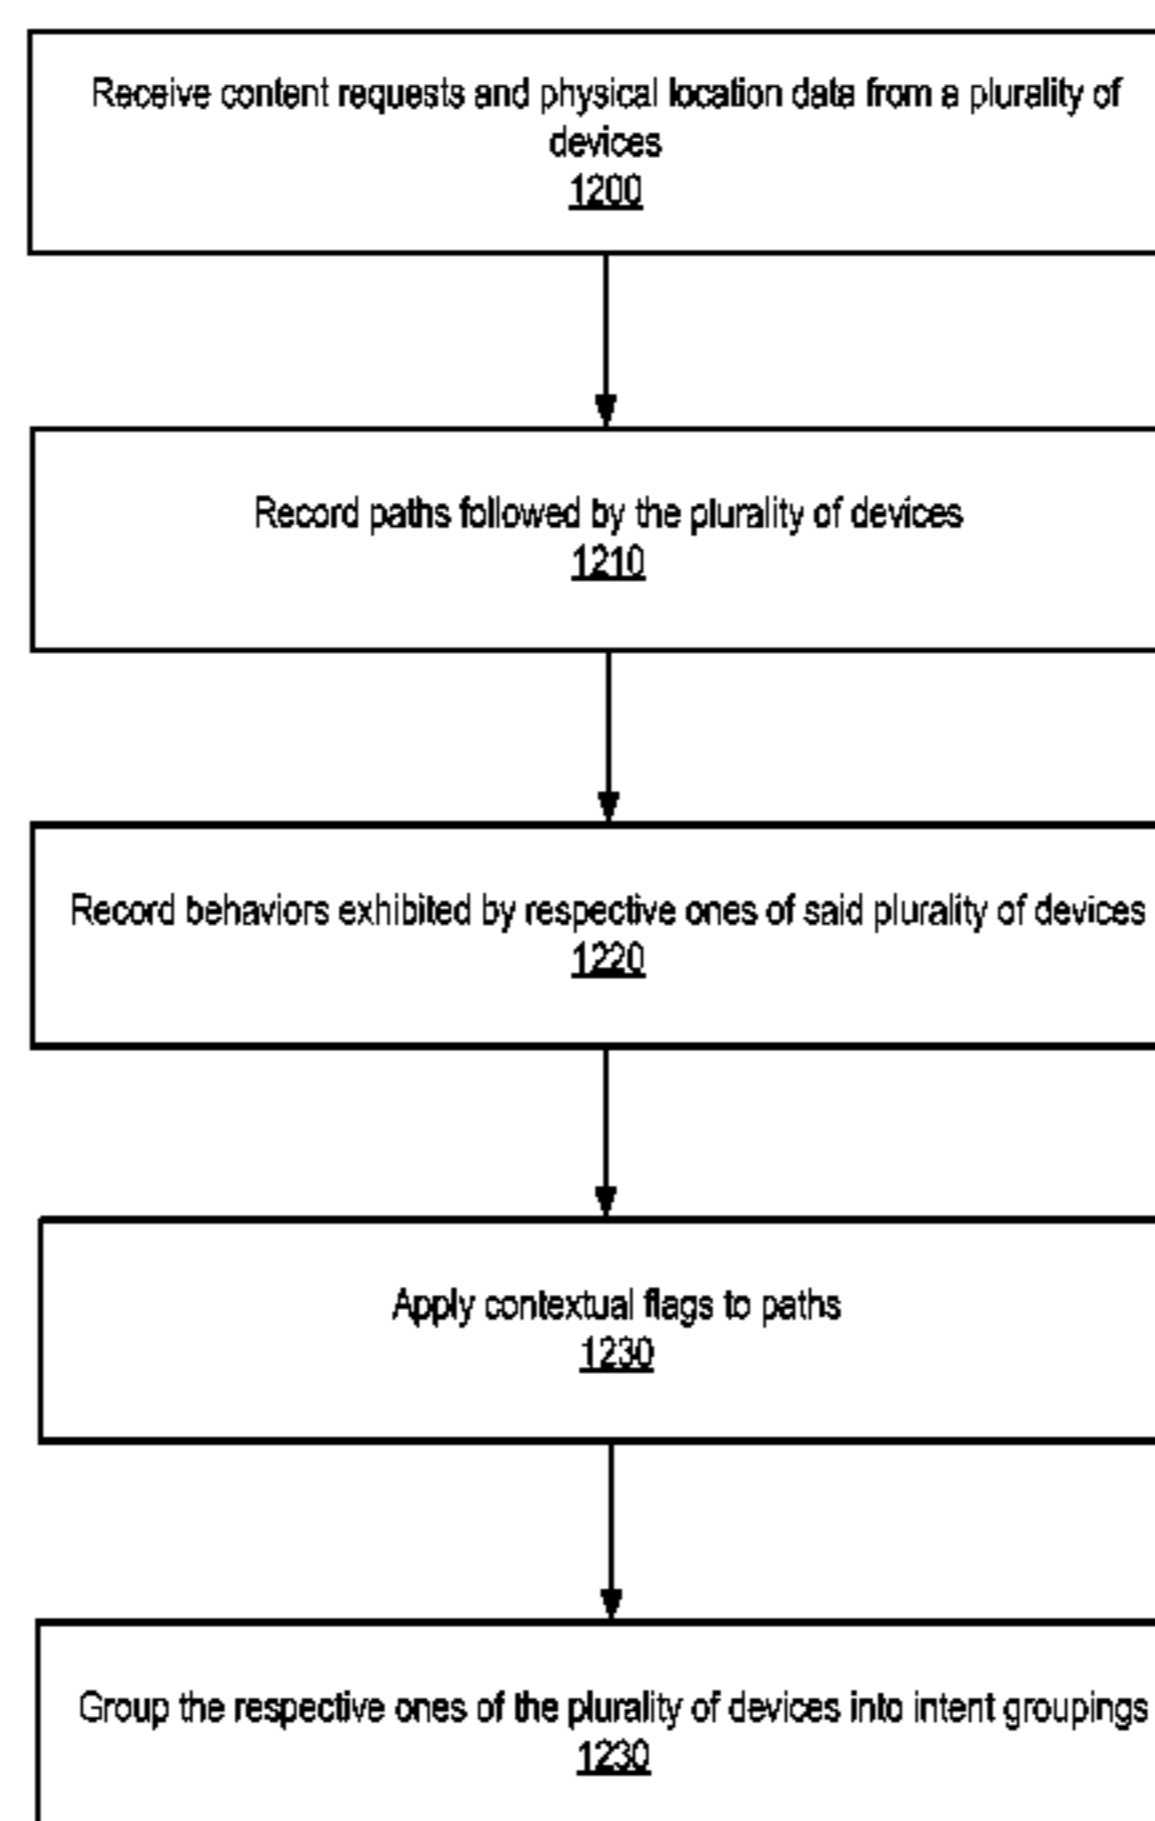 Receive content requests and physical location data from a plurality of
devices
1200
Record paths followed by the plurality of devices
1210
Record behaviors exhibited by respective ones of said plurality of devices
1220
Apply contextual flags to paths
1230
Group the respective ones of the plurality of devices into intent groupings
1230